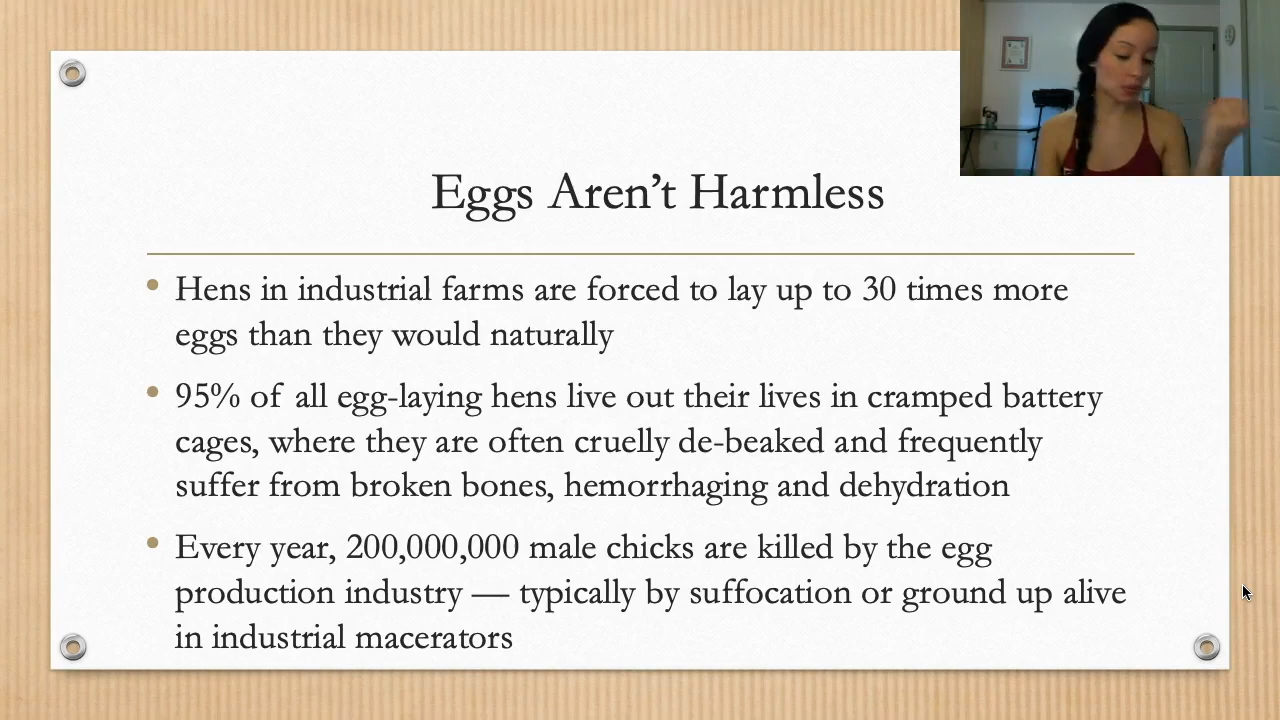 Eggs Aren’t Harmless
• Hens in industrial farms are forced to lay up to 30 times more
eggs than they would naturally
• 95% of all egg-laying hens live out their lives in cramped battery
cages, where they are often cruelly de-beaked and frequently
suffer from broken bones, hemorrhaging and dehydration
• Every year, 200,000,000 male chicks are killed by the egg
production industry — typically by suffocation or ground up alive
in industrial macerators